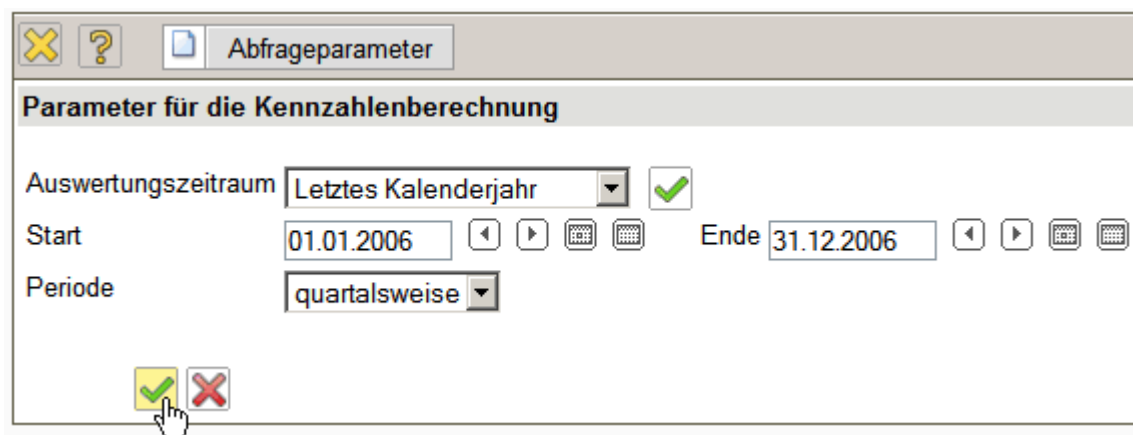 Abfrageparameter
Parameter für die Kennzahlenberechnung
Auswertungszeitraum Letztes Kalenderjahr
Start 01.01.2006 Ende 31.12.2006
Periode quartalsweise